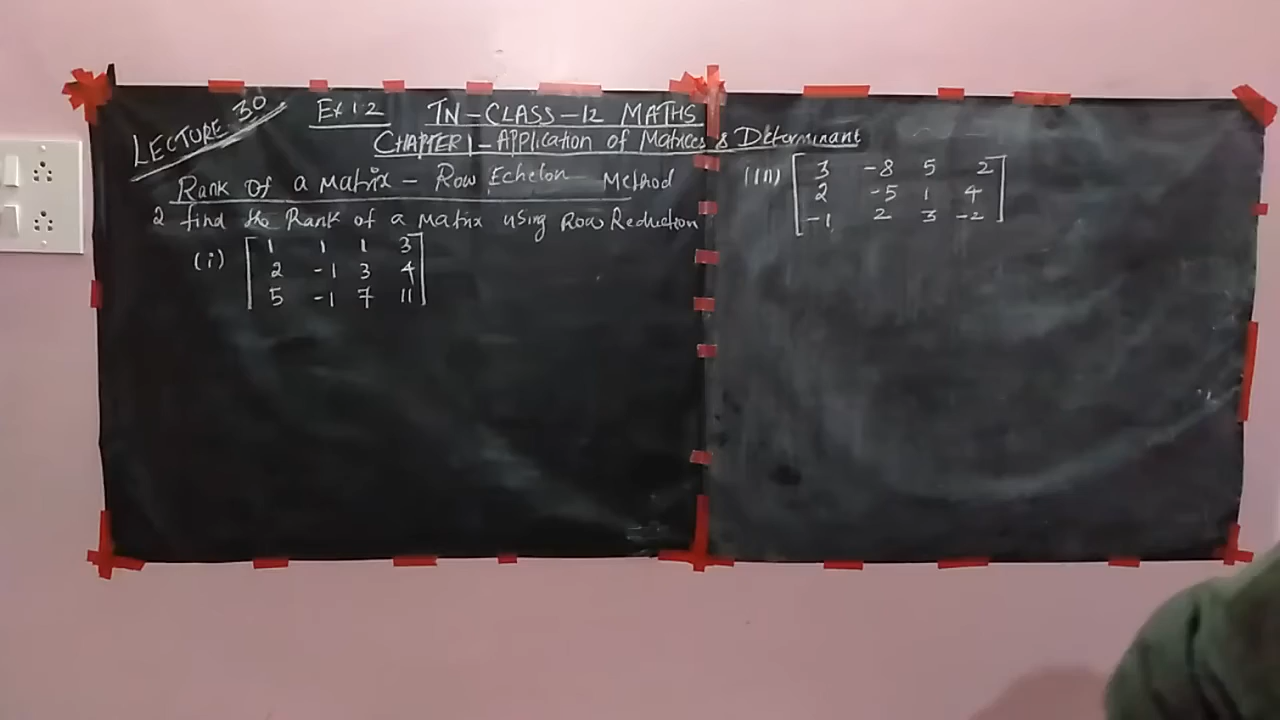 LECTURE 30
Ex 1.2 TN-CLASS-12 MATHS
CHAPTER 1 - Application of Matrices & Determinant
Rank of a Matrix - Row Echelon Method
2 find the Rank of a Matrix using Row Reduction
(i) 1 1 1 3
2 -1 3 4
5 -1 7 11
(iii) 3 -8 5 2
2 -5 1 4
-1 2 3 -2